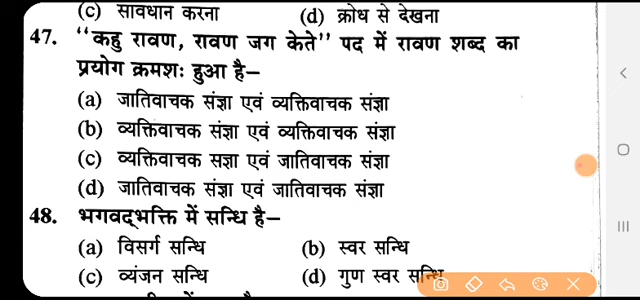 (c) सावधान करना (d) क्रोध से देखना
47. “कहु रावण, रावण जग केते’’ पद में रावण शब्द का
प्रयोग क्रमशः हुआ है–
(a) जातिवाचक संज्ञा एवं व्यक्तिवाचक संज्ञा
(b) व्यक्तिवाचक संज्ञा एवं व्यक्तिवाचक संज्ञा
(c) व्यक्तिवाचक सज्ञा एवं जातिवाचक संज्ञा
(d) जातिवाचक संज्ञा एवं जातिवाचक संज्ञा
48. भगवद्भक्ति में सन्धि है–
(a) विसर्ग सन्धि (b) स्वर सन्धि
(c) व्यंजन सन्धि (d) गुण स्वर सन्धि